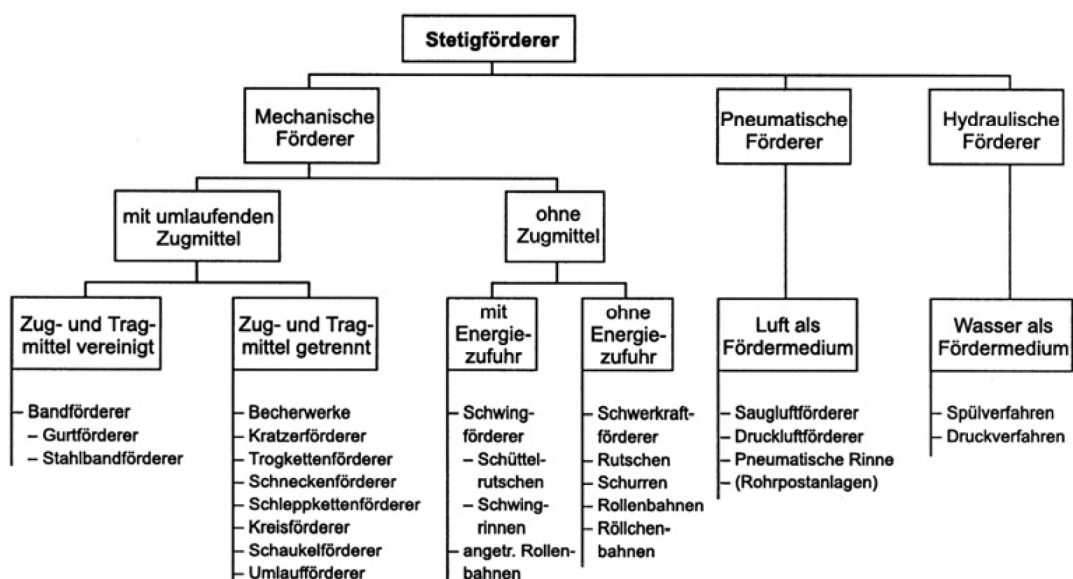 Stetigförderer
Mechanische
Förderer
Pneumatische
Förderer
Hydraulische
Förderer
mit umlaufenden
Zugmittel
ohne
Zugmittel
Zug- und Trag-
mittel vereinigt
Zug- und Trag-
mittel getrennt
mit
Energie-
zufuhr
ohne
Energie-
zufuhr
Luft als
Fördermedium
Wasser als
Fördermedium
– Bandförderer
– Gurtförderer
– Stahlbandförderer
– Becherwerke
– Kratzerförderer
– Trogkettenförderer
– Schneckenförderer
– Schleppkettenförderer
– Kreisförderer
– Schaukelförderer
– Umlaufförderer
– Schwing-
förderer
– Schüttel-
rutschen
– Schwing-
rinnen
– angetr. Rollen-
bahnen
– Schwerkraft-
förderer
– Rutschen
– Schurren
– Rollenbahnen
– Röllchen-
bahnen
– Saugluftförderer
– Druckluftförderer
– Pneumatische Rinne
– (Rohrpostanlagen)
– Spülverfahren
– Druckverfahren